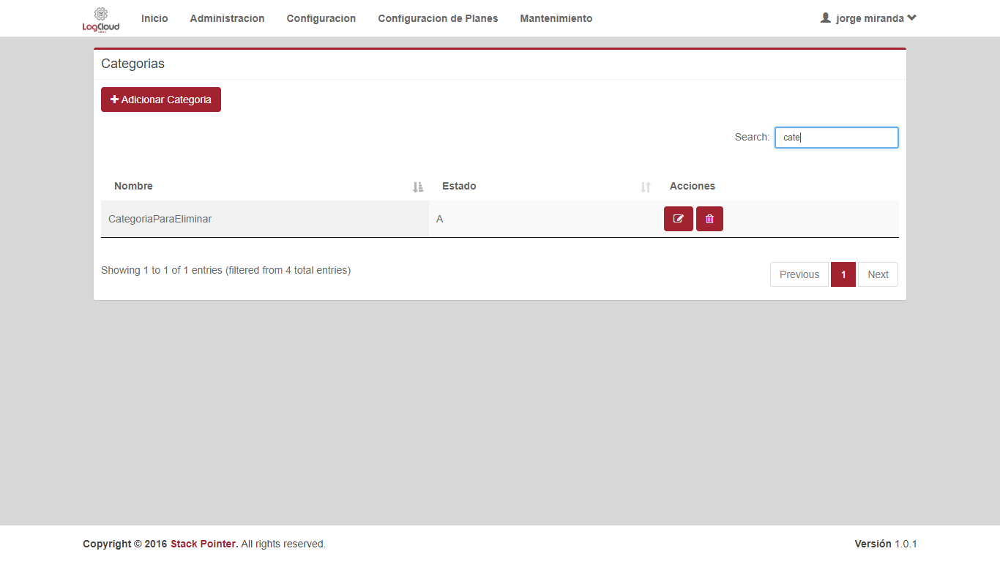 LogCloud
Inicio Administracion Configuracion Configuracion de Planes Mantenimiento jorge miranda
Categorias
Adicionar Categoria
Search: cate
Nombre Estado Acciones
CategoriaParaEliminar A
Showing 1 to 1 of 1 entries (filtered from 4 total entries)
Previous 1 Next
Copyright © 2016 Stack Pointer. All rights reserved. Versión 1.0.1